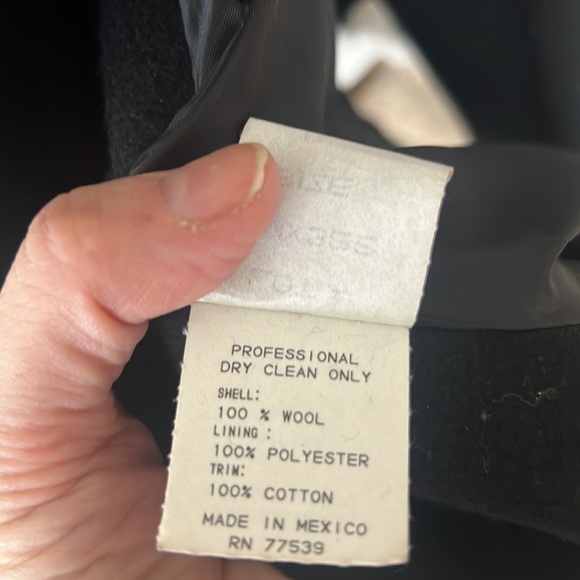 PROFESSIONAL
DRY CLEAN ONLY
SHELL:
100 % WOOL
LINING :
100% POLYESTER
TRIM:
100% COTTON
MADE IN MEXICO
RN 77539